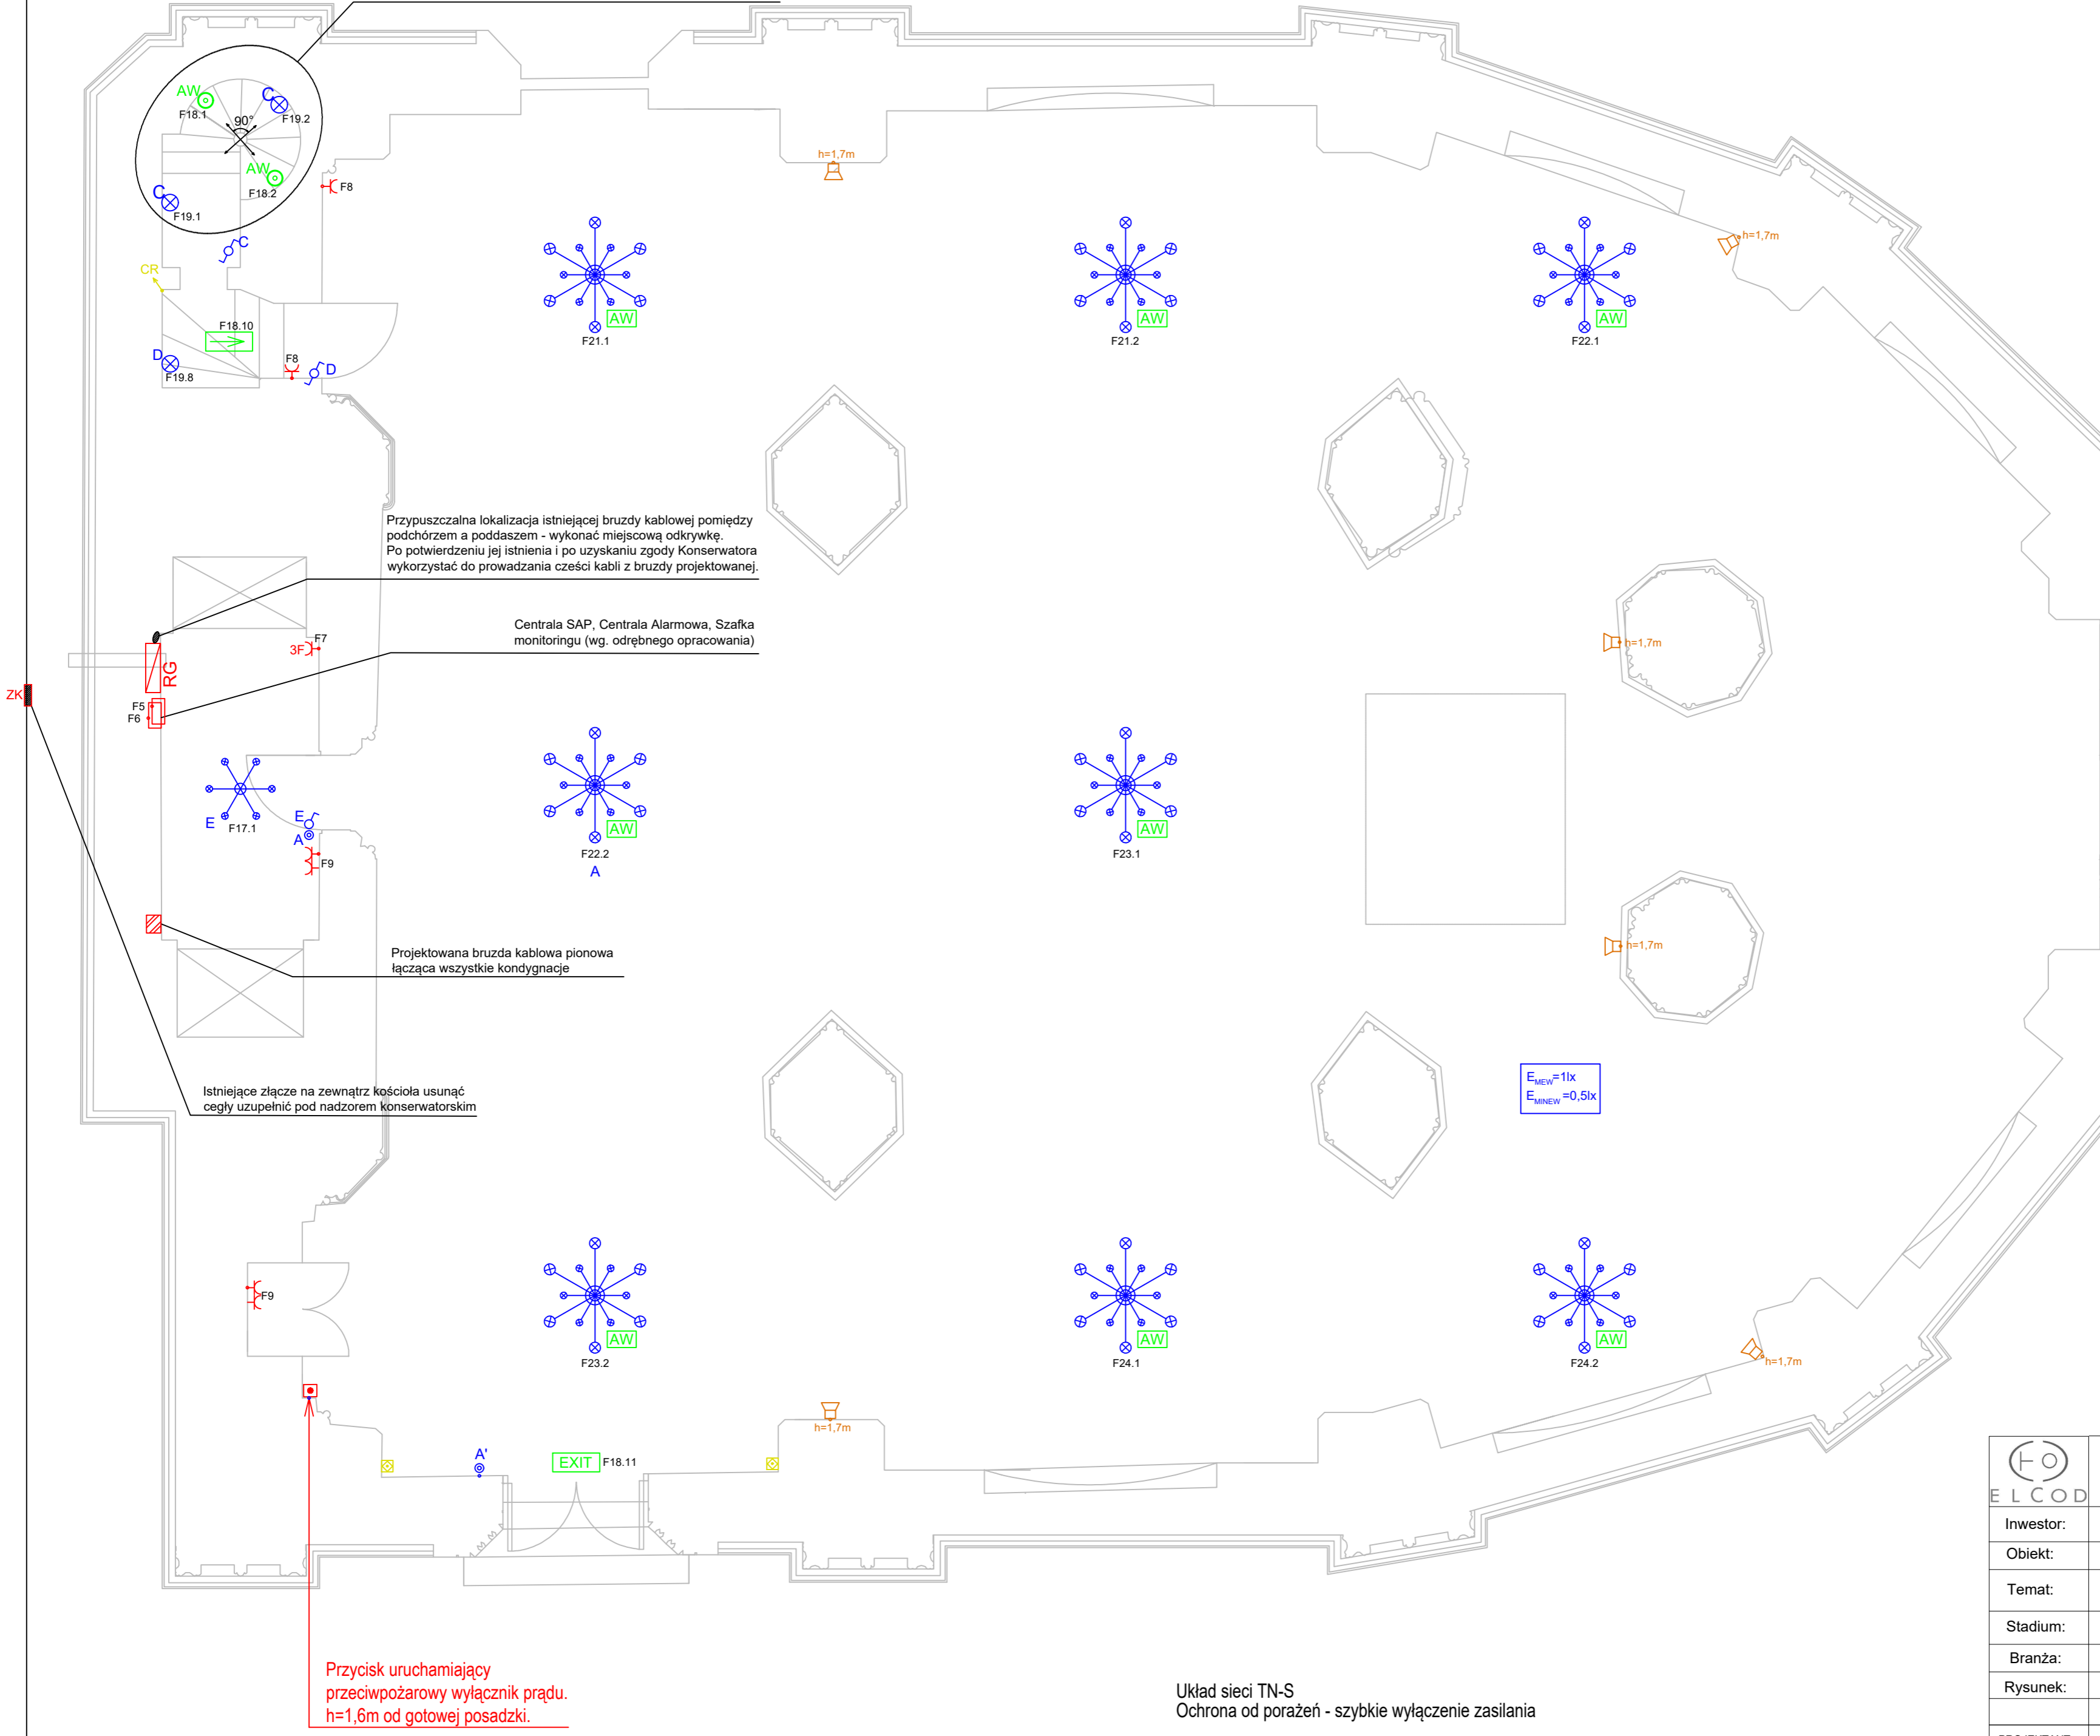 AW
F18.1
C
F19.2
90°
AW
F18.2
C
F19.1
F8
C
CR
F18.10
D
F19.8
F8
D
h=1,7m
h=1,7m
AW
F21.1
AW
F21.2
AW
F22.1
Przypuszczalna lokalizacja istniejącej bruzdy kablowej pomiędzy
podchórzem a poddaszem - wykonać miejscową odkrywkę.
Po potwierdzeniu jej istnienia i po uzyskaniu zgody Konserwatora
wykorzystać do prowadzania cześci kabli z bruzdy projektowanej.
Centrala SAP, Centrala Alarmowa, Szafka
monitoringu (wg. odrębnego opracowania)
F7
3F
RG
ZK
F5
F6
h=1,7m
E
F17.1
E
A
F9
AW
F22.2
A
AW
F23.1
Projektowana bruzda kablowa pionowa
łącząca wszystkie kondygnacje
h=1,7m
Istniejące złącze na zewnątrz kościoła usunąć
cegły uzupełnić pod nadzorem konserwatorskim
EMEW=1lx
EMINEW =0,5lx
F9
AW
F23.2
AW
F24.1
AW
F24.2
h=1,7m
h=1,7m
A'
EXIT
F18.11
ELCOD
Inwestor:
Obiekt:
Temat:
Stadium:
Branża:
Rysunek:
Przycisk uruchamiający
przeciwpożarowy wyłącznik prądu.
h=1,6m od gotowej posadzki.
Układ sieci TN-S
Ochrona od porażeń - szybkie wyłączenie zasilania